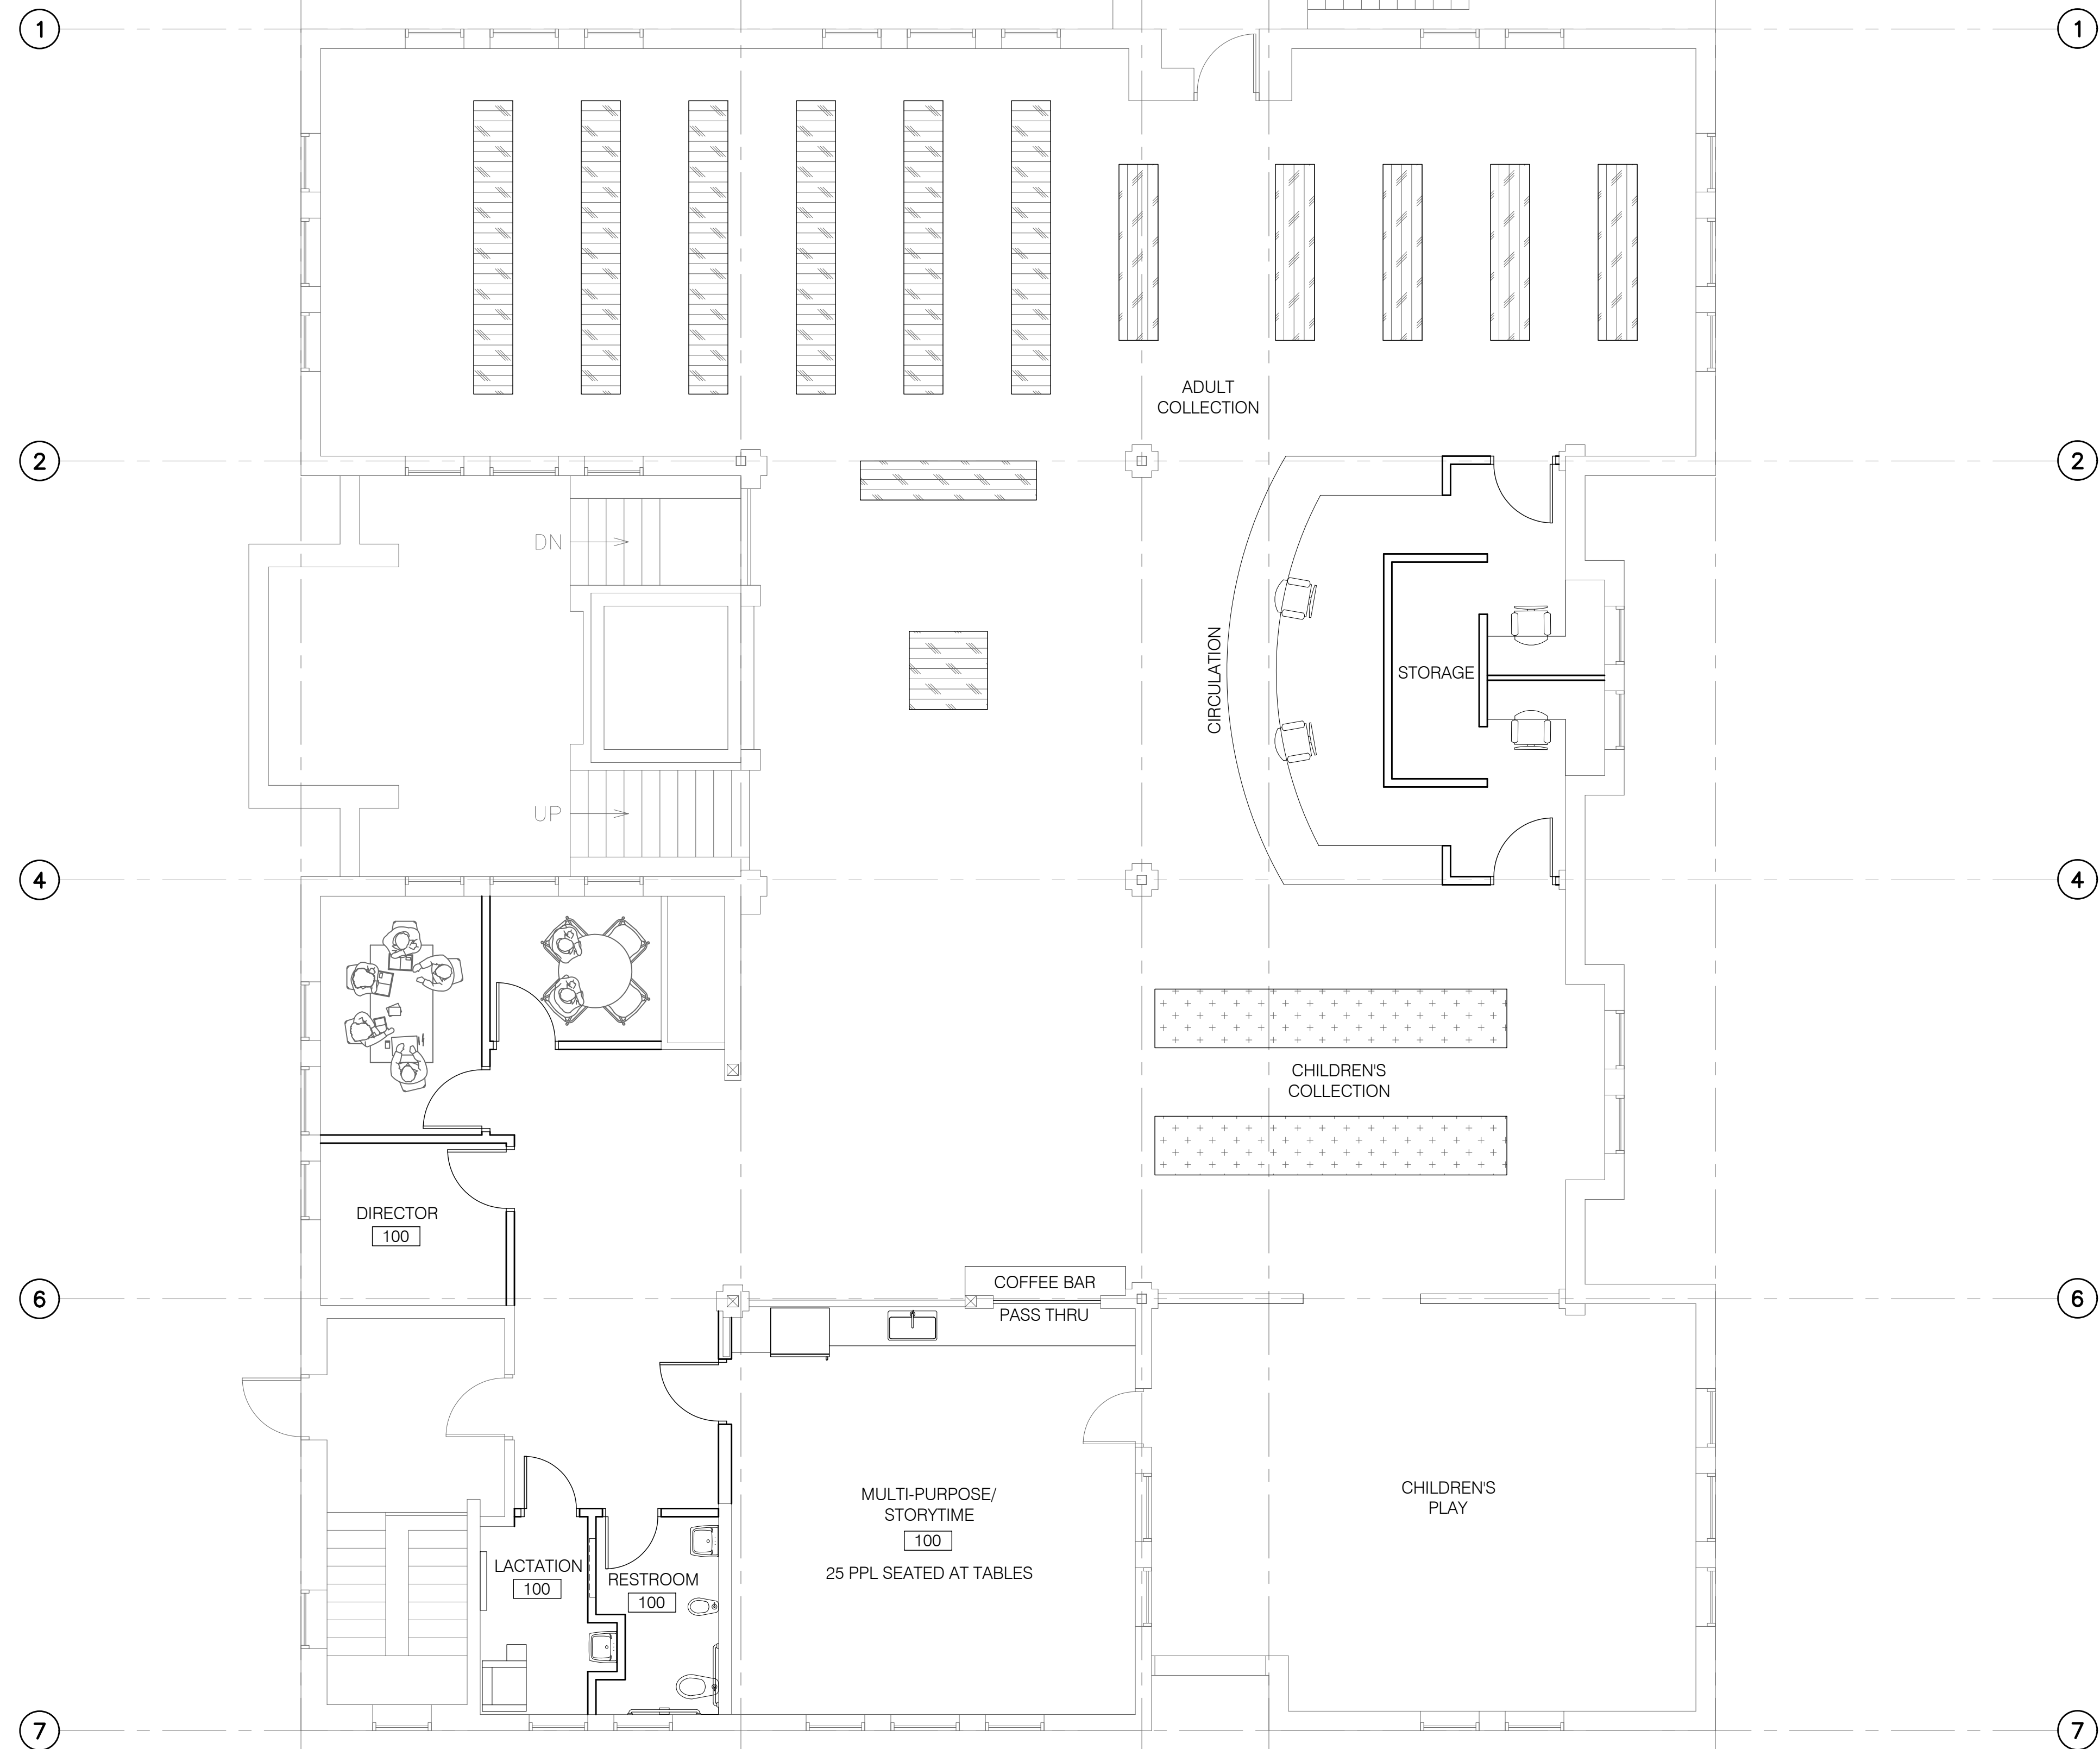 1
1
ADULT
COLLECTION
2
2
DN
CIRCULATION
STORAGE
UP
4
4
CHILDREN'S
COLLECTION
DIRECTOR
100
COFFEE BAR
6
6
PASS THRU
MULTI-PURPOSE/
STORYTIME
100
25 PPL SEATED AT TABLES
CHILDREN'S
PLAY
LACTATION
100
RESTROOM
100
7
7